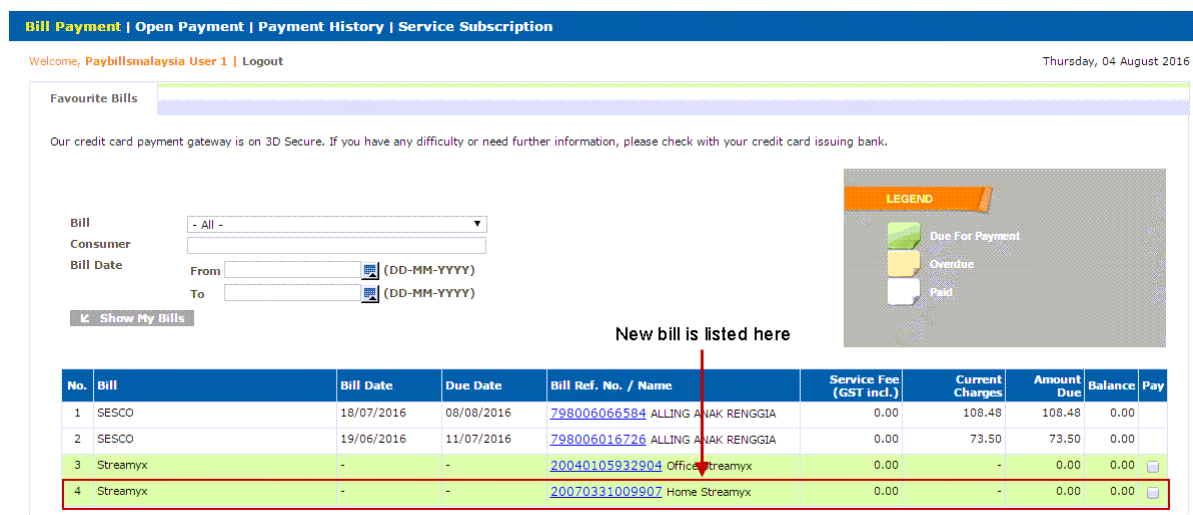 Bill Payment | Open Payment | Payment History | Service Subscription
Welcome, Paybillsmalaysia User 1 | Logout
Thursday, 04 August 2016
Favourite Bills
Our credit card payment gateway is on 3D Secure. If you have any difficulty or need further information, please check with your credit card issuing bank.
LEGEND
Due For Payment
Overdue
Paid
Bill - All -
Consumer
Bill Date From (DD-MM-YYYY)
To (DD-MM-YYYY)
Show My Bills
New bill is listed here
No. Bill Bill Date Due Date Bill Ref. No. / Name Service Fee (GST incl.) Current Charges Amount Due Balance Pay
1 SESCO 18/07/2016 08/08/2016 798006066584 ALLING ANAK RENGGIA 0.00 108.48 108.48 0.00
2 SESCO 19/06/2016 11/07/2016 798006016726 ALLING ANAK RENGGIA 0.00 73.50 73.50 0.00
3 Streamyx - - 20040105932904 Office Streamyx 0.00 - 0.00 0.00
4 Streamyx - - 20070331009907 Home Streamyx 0.00 - 0.00 0.00